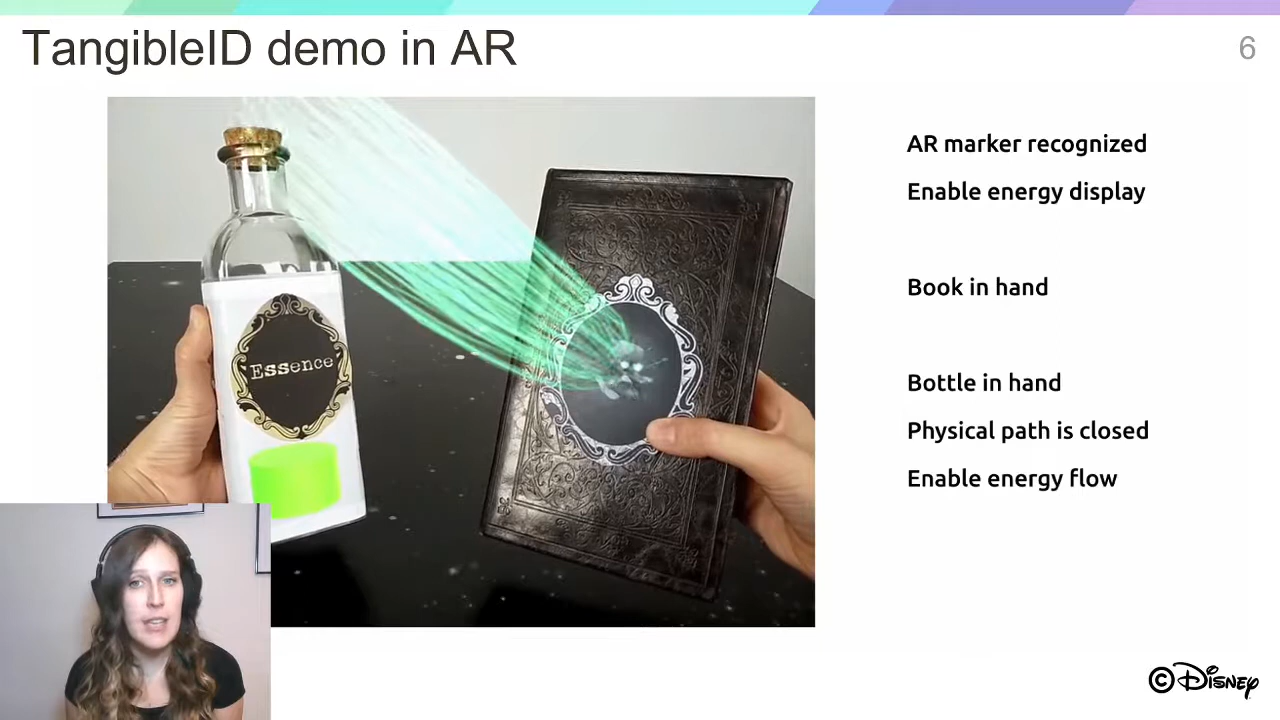 TangibleID demo in AR
6
Essence
AR marker recognized
Enable energy display
Book in hand
Bottle in hand
Physical path is closed
Enable energy flow
© Disney